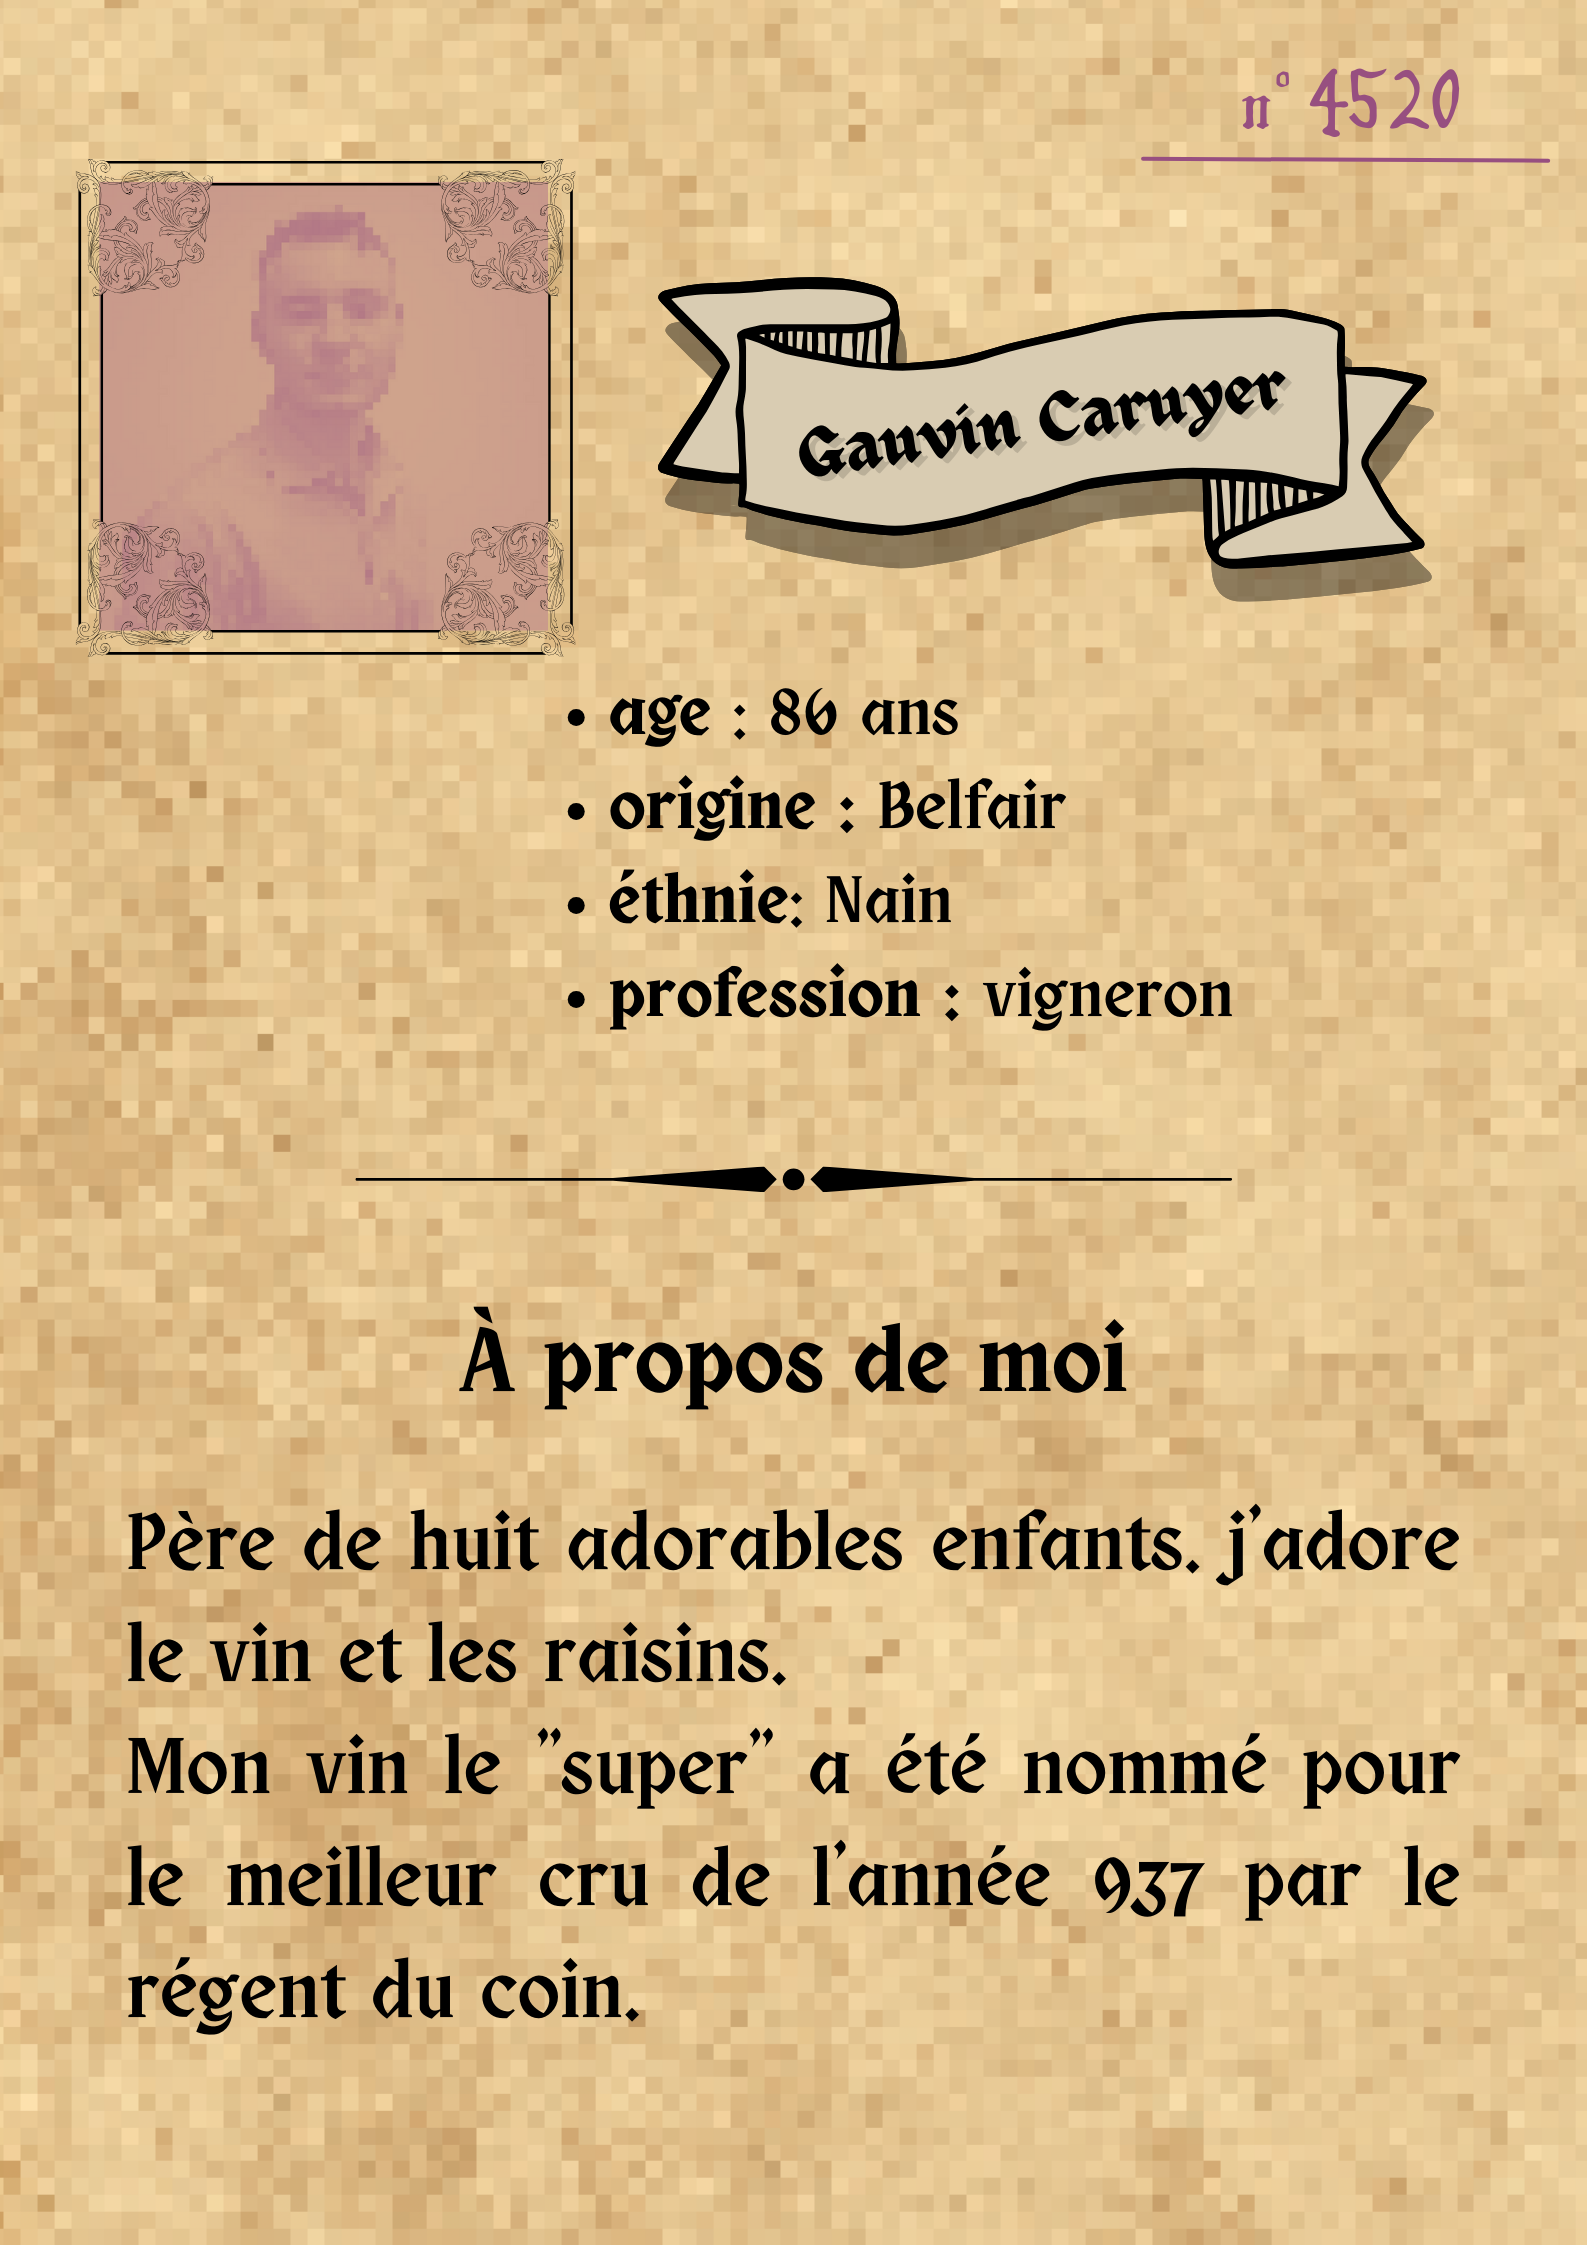 n° 4520
Gauvin Caruyer
• age : 86 ans
• origine : Belfair
• éthnie: Nain
• profession : vigneron
À propos de moi
Père de huit adorables enfants. j'adore
le vin et les raisins.
Mon vin le "super" a été nommé pour
le meilleur cru de l'année 937 par le
régent du coin.